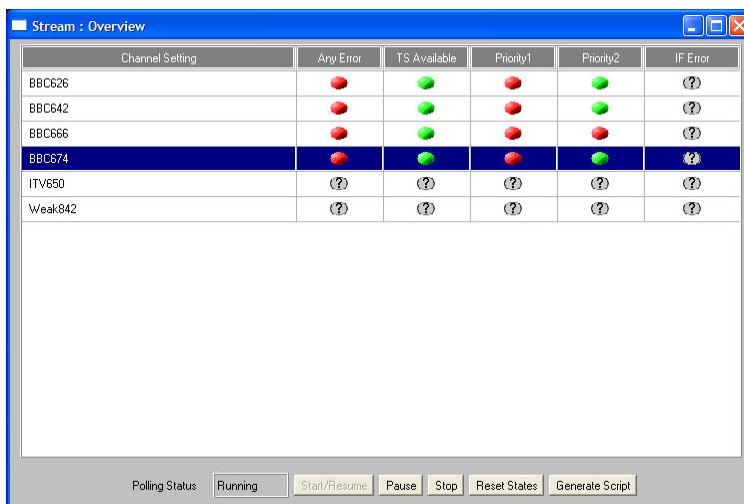 Stream : Overview
Channel Setting Any Error TS Available Priority1 Priority2 IF Error
BBC626 (?)
BBC642 (?)
BBC666 (?)
BBC674 (?)
ITV650 (?) (?) (?) (?) (?)
Weak842 (?) (?) (?) (?) (?)
Polling Status Running Start/Resume Pause Stop Reset States Generate Script